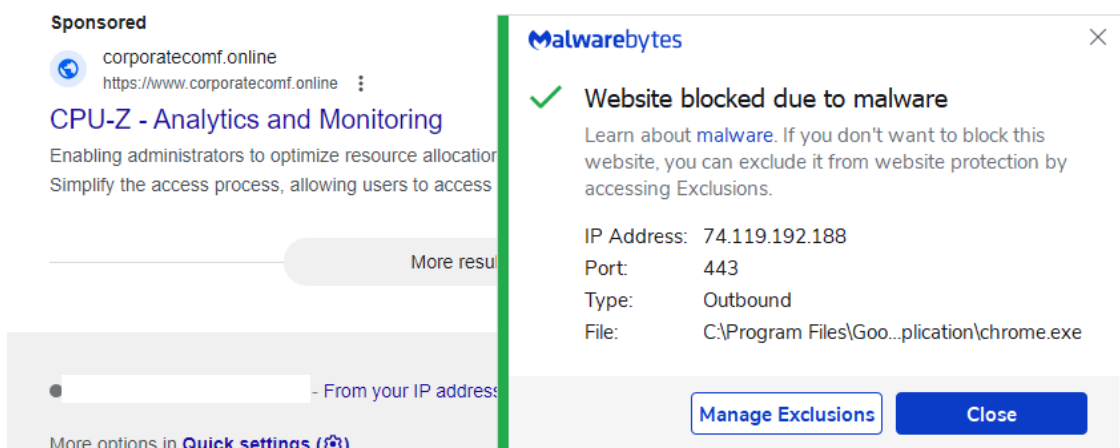 Sponsored
corporatecomf.online
https://www.corporatecomf.online
CPU-Z - Analytics and Monitoring
Enabling administrators to optimize resource allocation
Simplify the access process, allowing users to access
More resu
- From your IP address
More options in Quick settings
Malwarebytes
Website blocked due to malware
Learn about malware. If you don't want to block this
website, you can exclude it from website protection by
accessing Exclusions.
IP Address: 74.119.192.188
Port: 443
Type: Outbound
File: C:\Program Files\Goo...plication\chrome.exe
Manage Exclusions
Close